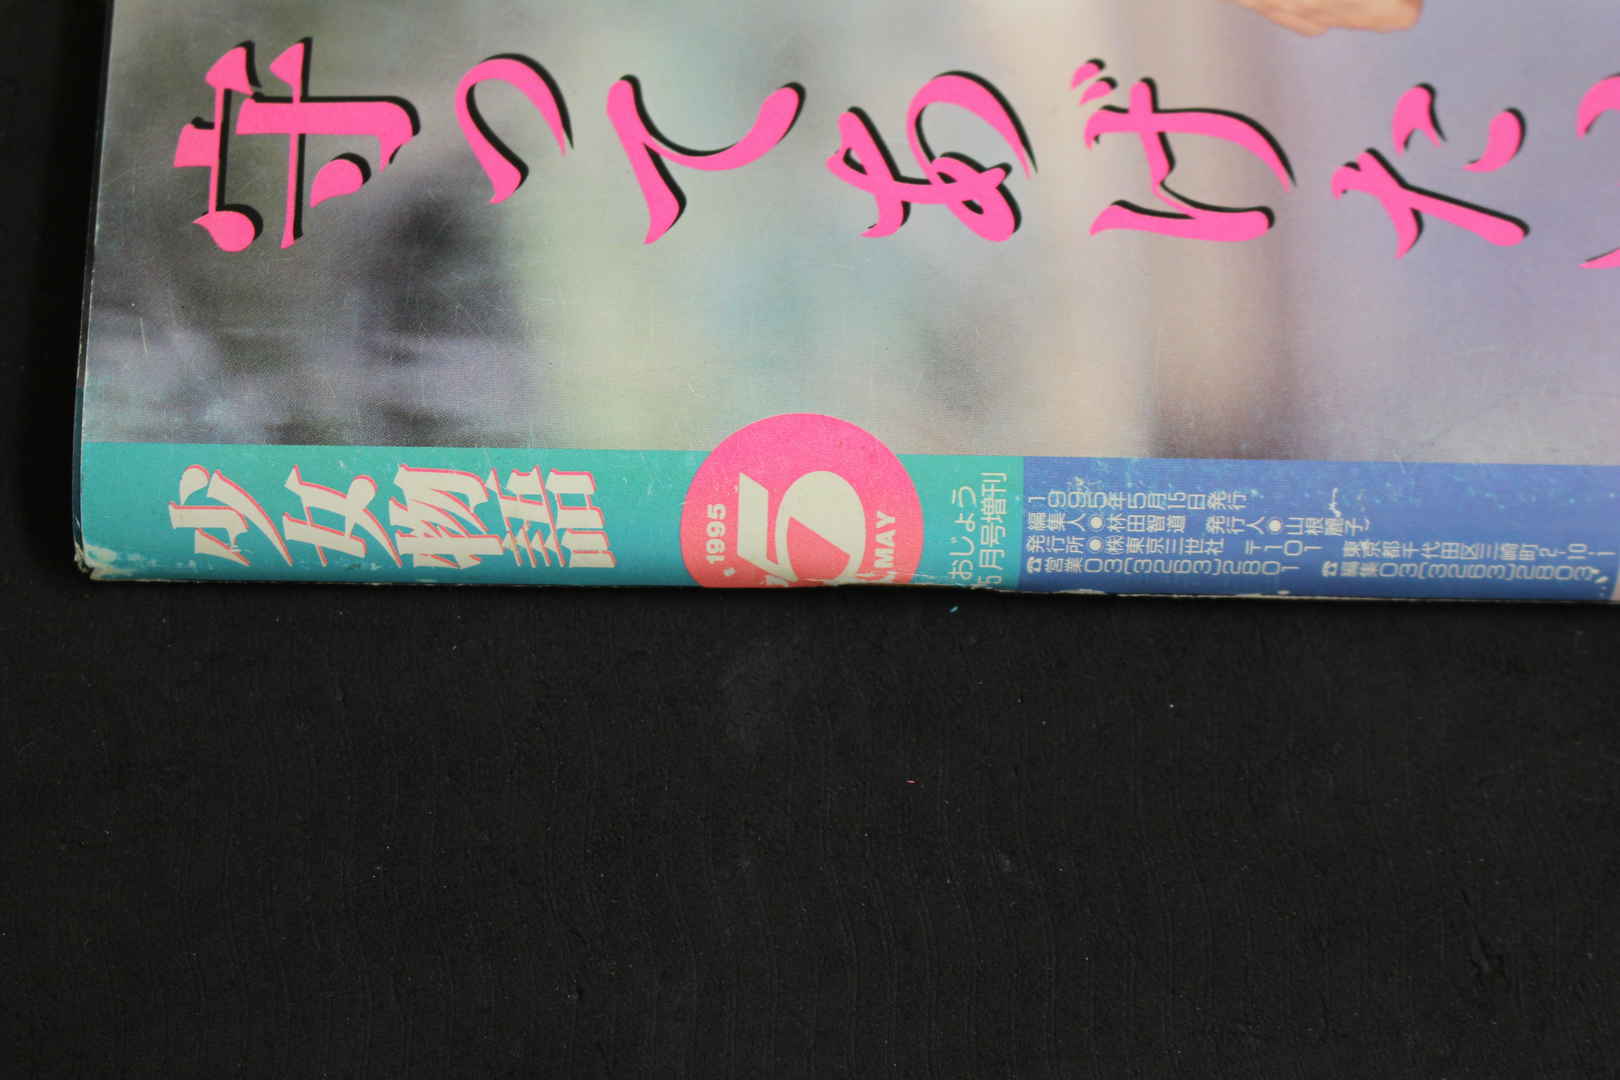 守ってあげたい
少女物語
1995
5
MAY
おじょう
5月号増刊
1995年5月15日発行
編集人●林田智道 発行人●山根麗子
発行所●㈱東京三世社 〒101 東京都千代田区三崎町2-10-1
☎営業03(3263)2801 ☎編集03(3263)2803